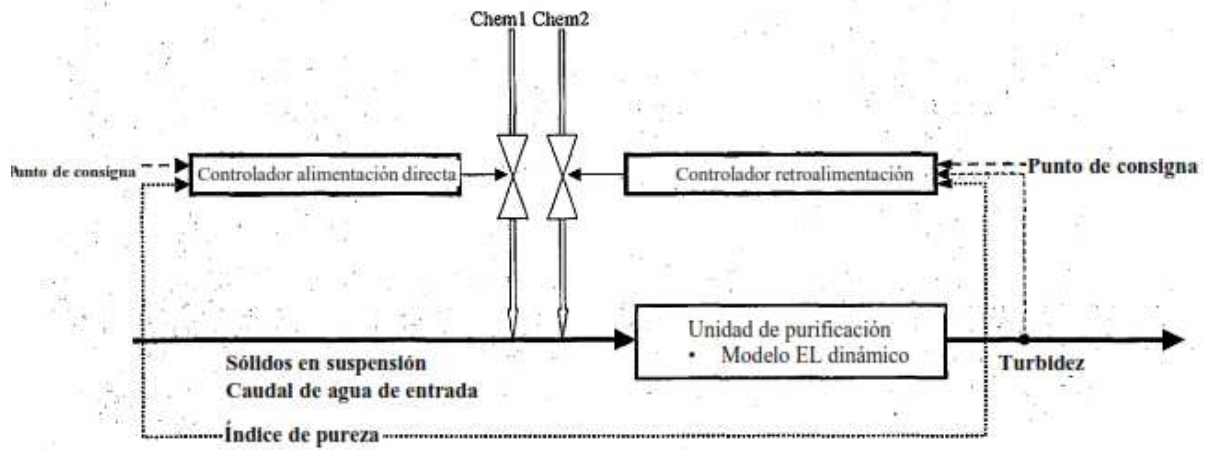 Chem1 Chem2
Punto de consigna
Controlador alimentación directa
Controlador retroalimentación
Punto de consigna
Unidad de purificación
• Modelo EL dinámico
Sólidos en suspensión
Caudal de agua de entrada
Turbidez
Índice de pureza